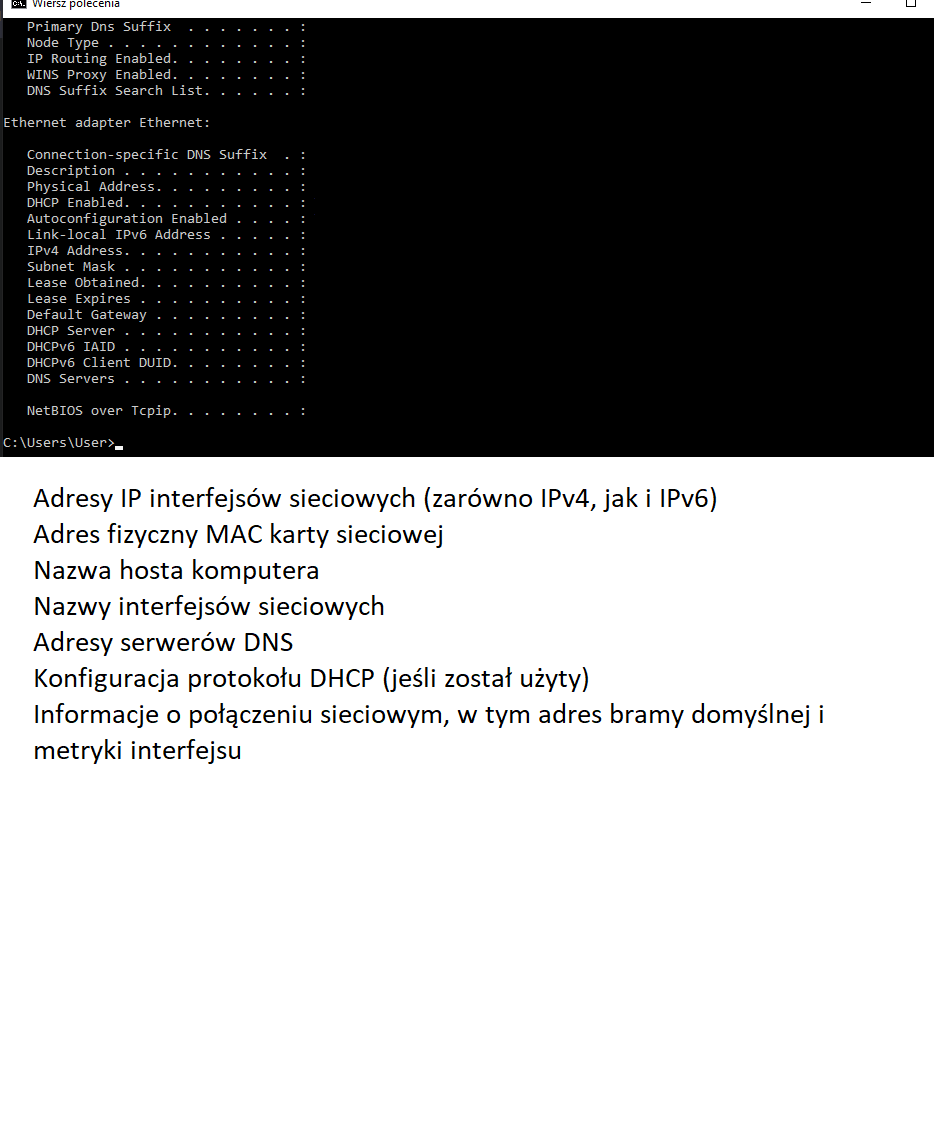 Wiersz polecenia
Primary Dns Suffix  . . . . . . . :
Node Type . . . . . . . . . . . . :
IP Routing Enabled. . . . . . . . :
WINS Proxy Enabled. . . . . . . . :
DNS Suffix Search List. . . . . . :
Ethernet adapter Ethernet:
Connection-specific DNS Suffix  . :
Description . . . . . . . . . . . :
Physical Address. . . . . . . . . :
DHCP Enabled. . . . . . . . . . . :
Autoconfiguration Enabled . . . . :
Link-local IPv6 Address . . . . . :
IPv4 Address. . . . . . . . . . . :
Subnet Mask . . . . . . . . . . . :
Lease Obtained. . . . . . . . . . :
Lease Expires . . . . . . . . . . :
Default Gateway . . . . . . . . . :
DHCP Server . . . . . . . . . . . :
DHCPv6 IAID . . . . . . . . . . . :
DHCPv6 Client DUID. . . . . . . . :
DNS Servers . . . . . . . . . . . :
NetBIOS over Tcpip. . . . . . . . :
C:\Users\User>
Adresy IP interfejsów sieciowych (zarówno IPv4, jak i IPv6)
Adres fizyczny MAC karty sieciowej
Nazwa hosta komputera
Nazwy interfejsów sieciowych
Adresy serwerów DNS
Konfiguracja protokołu DHCP (jeśli został użyty)
Informacje o połączeniu sieciowym, w tym adres bramy domyślnej i
metryki interfejsu